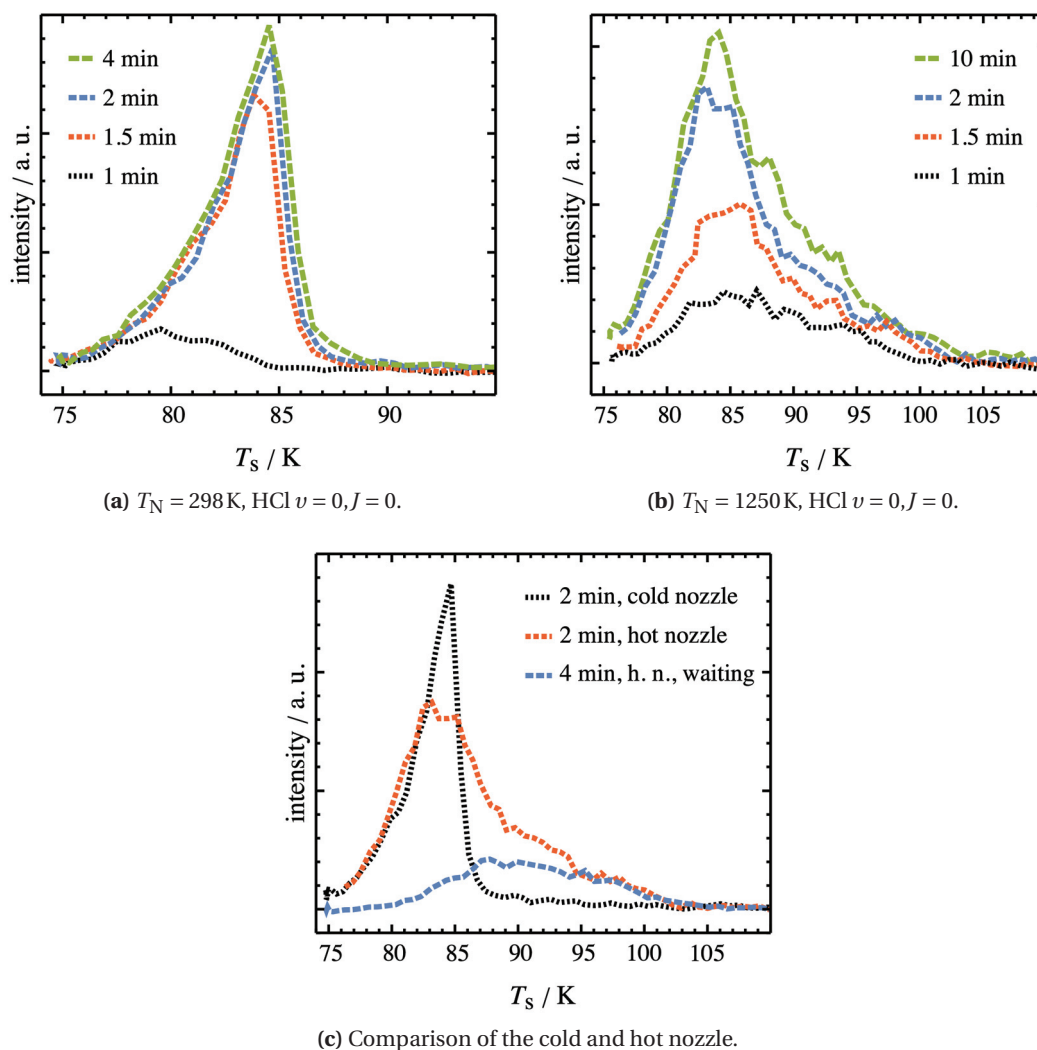 intensity / a. u.
4 min
2 min
1.5 min
1 min
75 80 85 90
T_s / K
(a) T_N = 298 K, HCl v = 0, J = 0.
intensity / a. u.
10 min
2 min
1.5 min
1 min
75 80 85 90 95 100 105
T_s / K
(b) T_N = 1250 K, HCl v = 0, J = 0.
intensity / a. u.
2 min, cold nozzle
2 min, hot nozzle
4 min, h. n., waiting
75 80 85 90 95 100 105
T_s / K
(c) Comparison of the cold and hot nozzle.